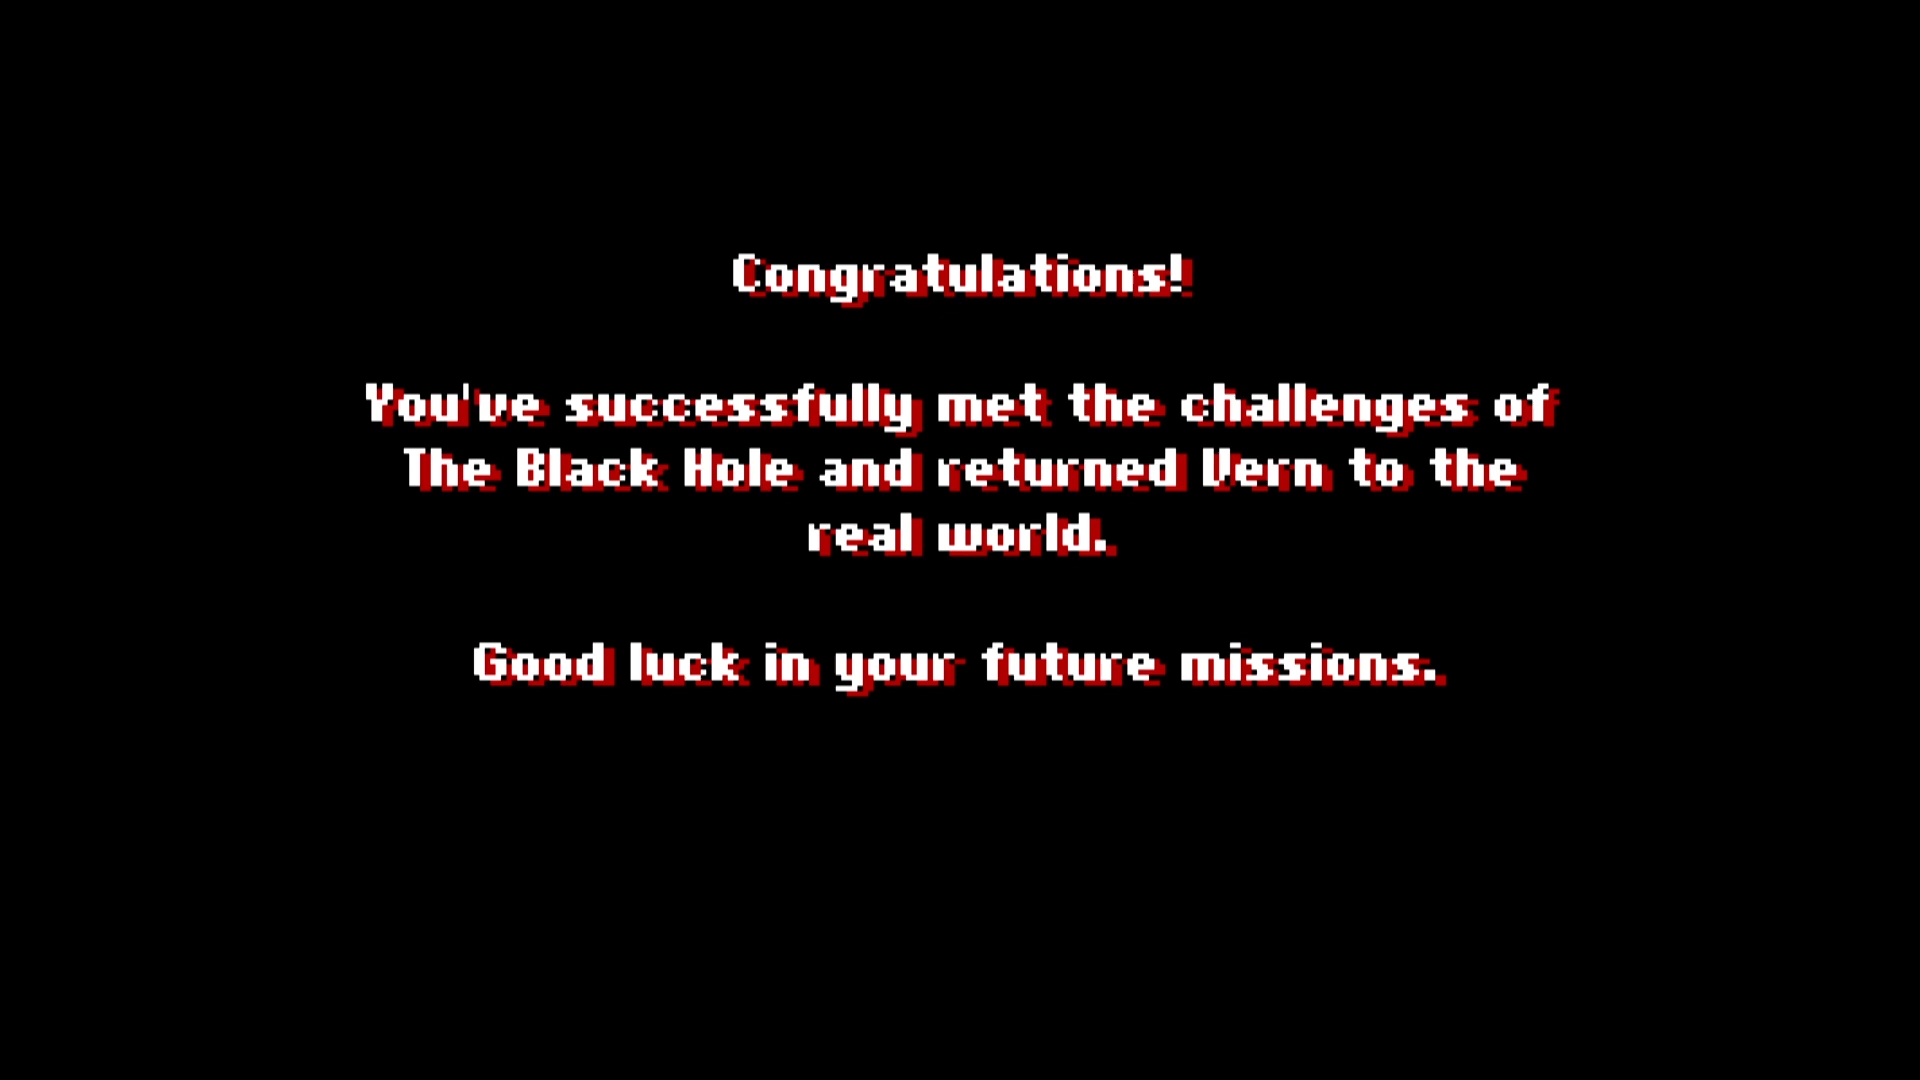 Congratulations!
You've successfully met the challenges of
The Black Hole and returned Vern to the
real world.
Good luck in your future missions.